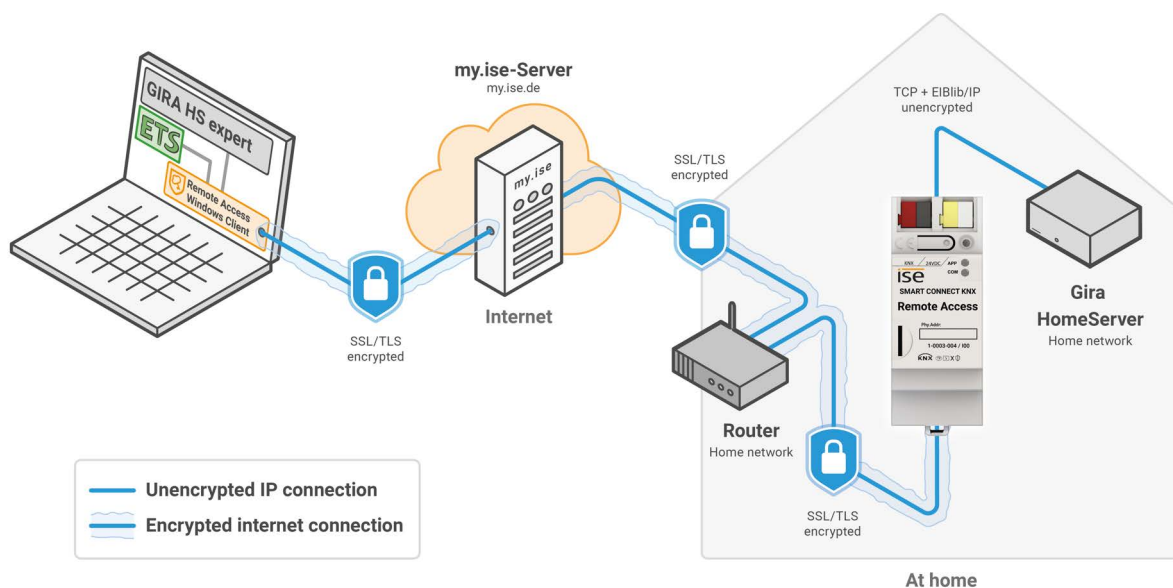 GIRA HS expert
ETS
Remote Access
Windows Client
SSL/TLS
encrypted
my.ise-Server
my.ise.de
my.ise
Internet
SSL/TLS
encrypted
Router
Home network
SSL/TLS
encrypted
TCP + EIBlib/IP
unencrypted
KNX / 24VDC / APP
COM
ise
SMART CONNECT KNX
Remote Access
Phy.Addr:
1-0003-004 / I00
KNX
Gira
HomeServer
Home network
Unencrypted IP connection
Encrypted internet connection
At home